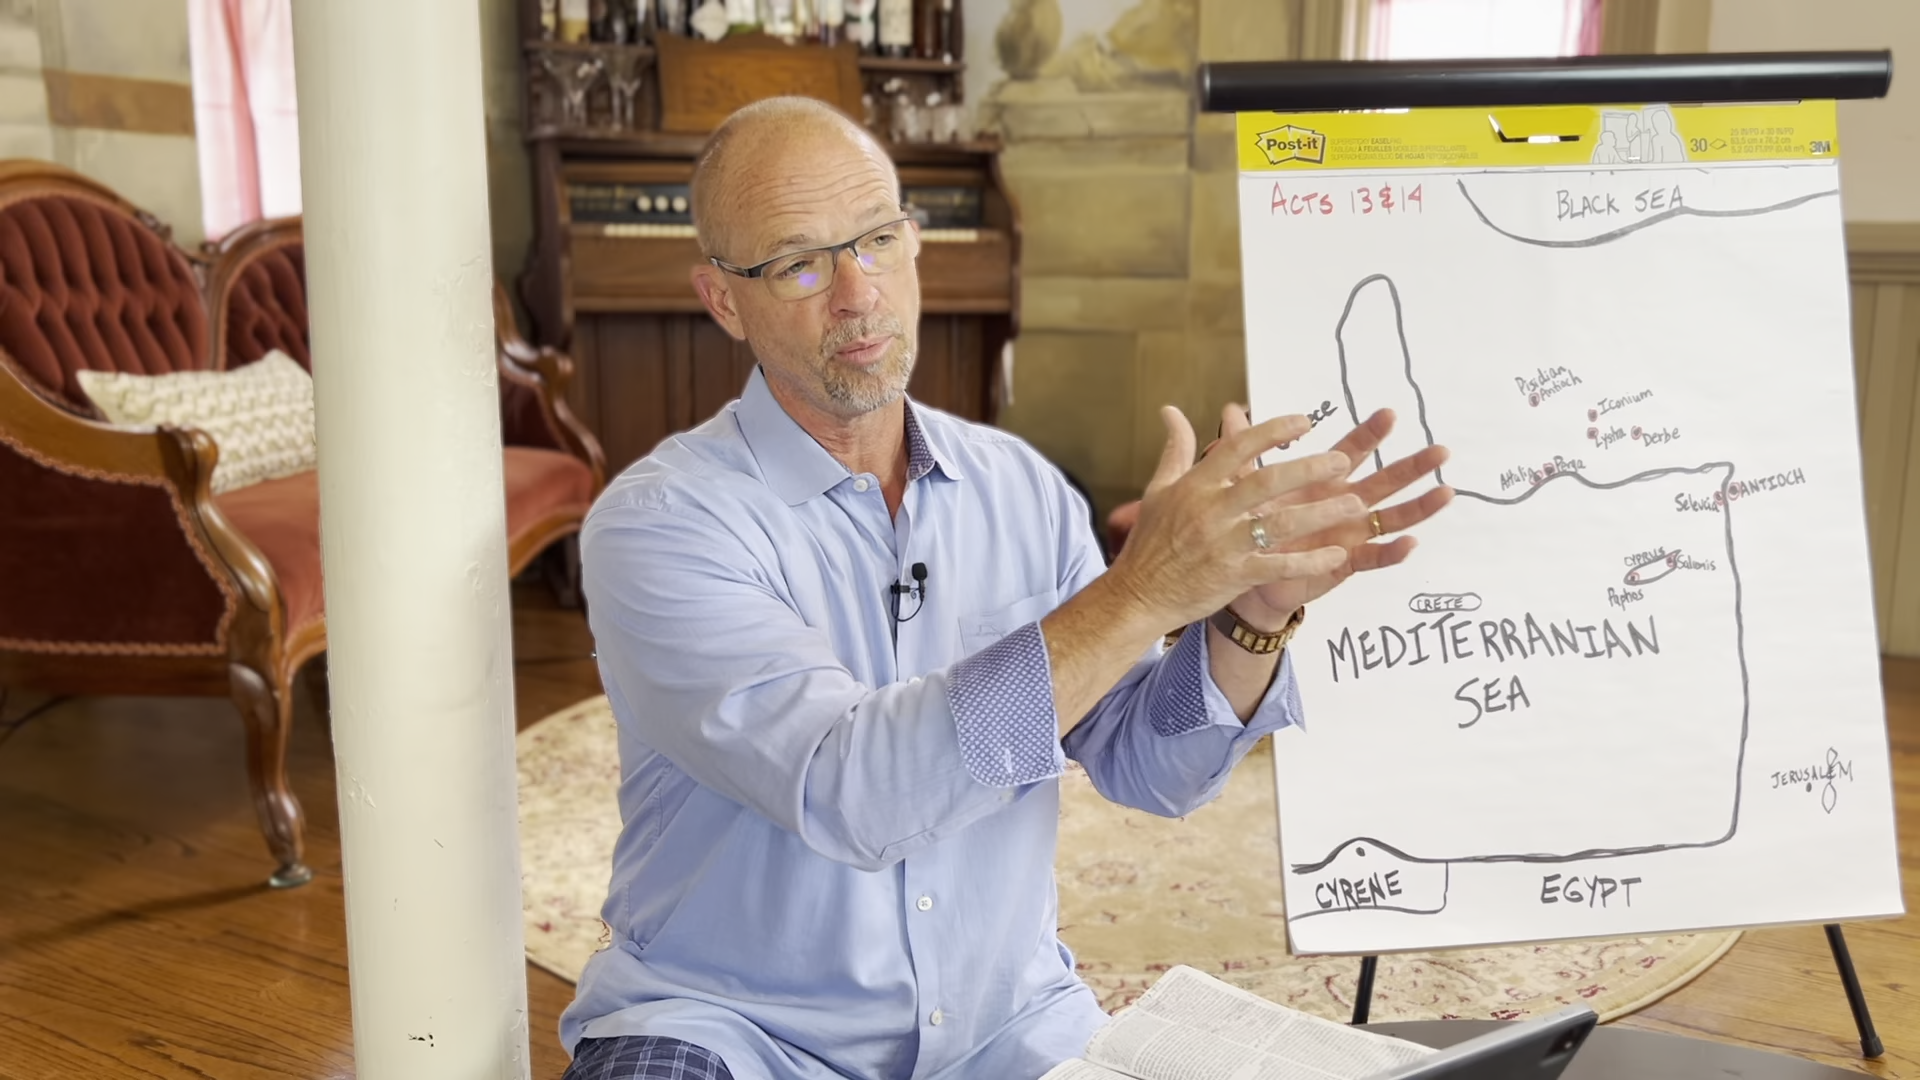 Post-it
30
3M
ACTS 13 & 14
BLACK SEA
Pisidian
Antioch
Iconium
Lystra
Derbe
Attalia
Perga
Seleucia
ANTIOCH
CYPRUS
Salamis
Paphos
CRETE
MEDITERRANIAN
SEA
JERUSALEM
CYRENE
EGYPT